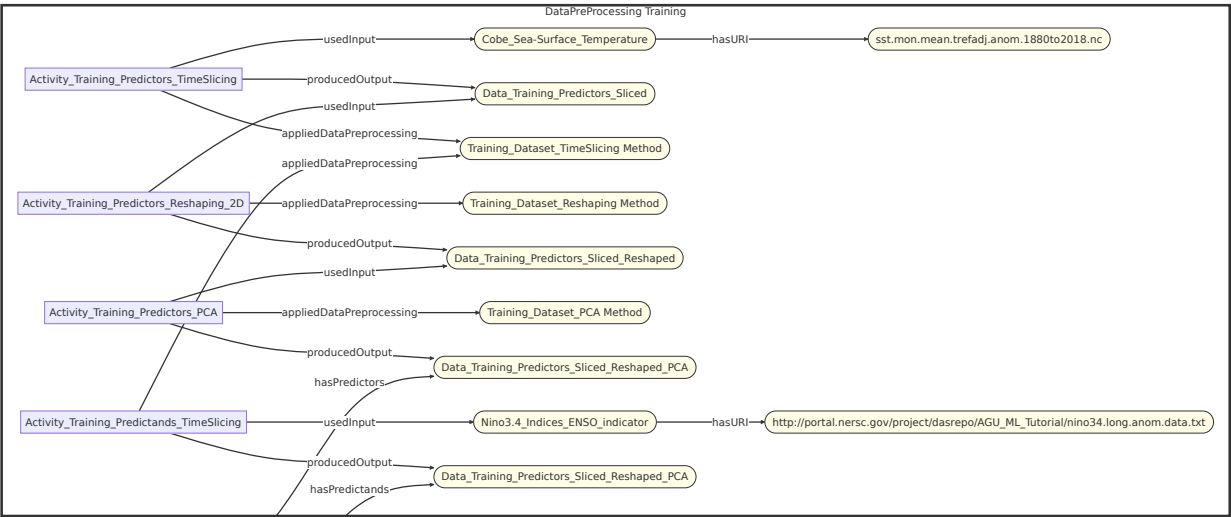 DataPreProcessing Training
usedInput
Cobe_Sea-Surface_Temperature
hasURI
sst.mon.mean.trefadj.anom.1880to2018.nc
Activity_Training_Predictors_TimeSlicing
producedOutput
Data_Training_Predictors_Sliced
usedInput
appliedDataPreprocessing
Training_Dataset_TimeSlicing Method
appliedDataPreprocessing
Activity_Training_Predictors_Reshaping_2D
appliedDataPreprocessing
Training_Dataset_Reshaping Method
producedOutput
Data_Training_Predictors_Sliced_Reshaped
usedInput
Activity_Training_Predictors_PCA
appliedDataPreprocessing
Training_Dataset_PCA Method
producedOutput
Data_Training_Predictors_Sliced_Reshaped_PCA
hasPredictors
Activity_Training_Predictands_TimeSlicing
usedInput
Nino3.4_Indices_ENSO_indicator
hasURI
http://portal.nersc.gov/project/dasrepo/AGU_ML_Tutorial/nino34.long.anom.data.txt
producedOutput
Data_Training_Predictors_Sliced_Reshaped_PCA
hasPredictands